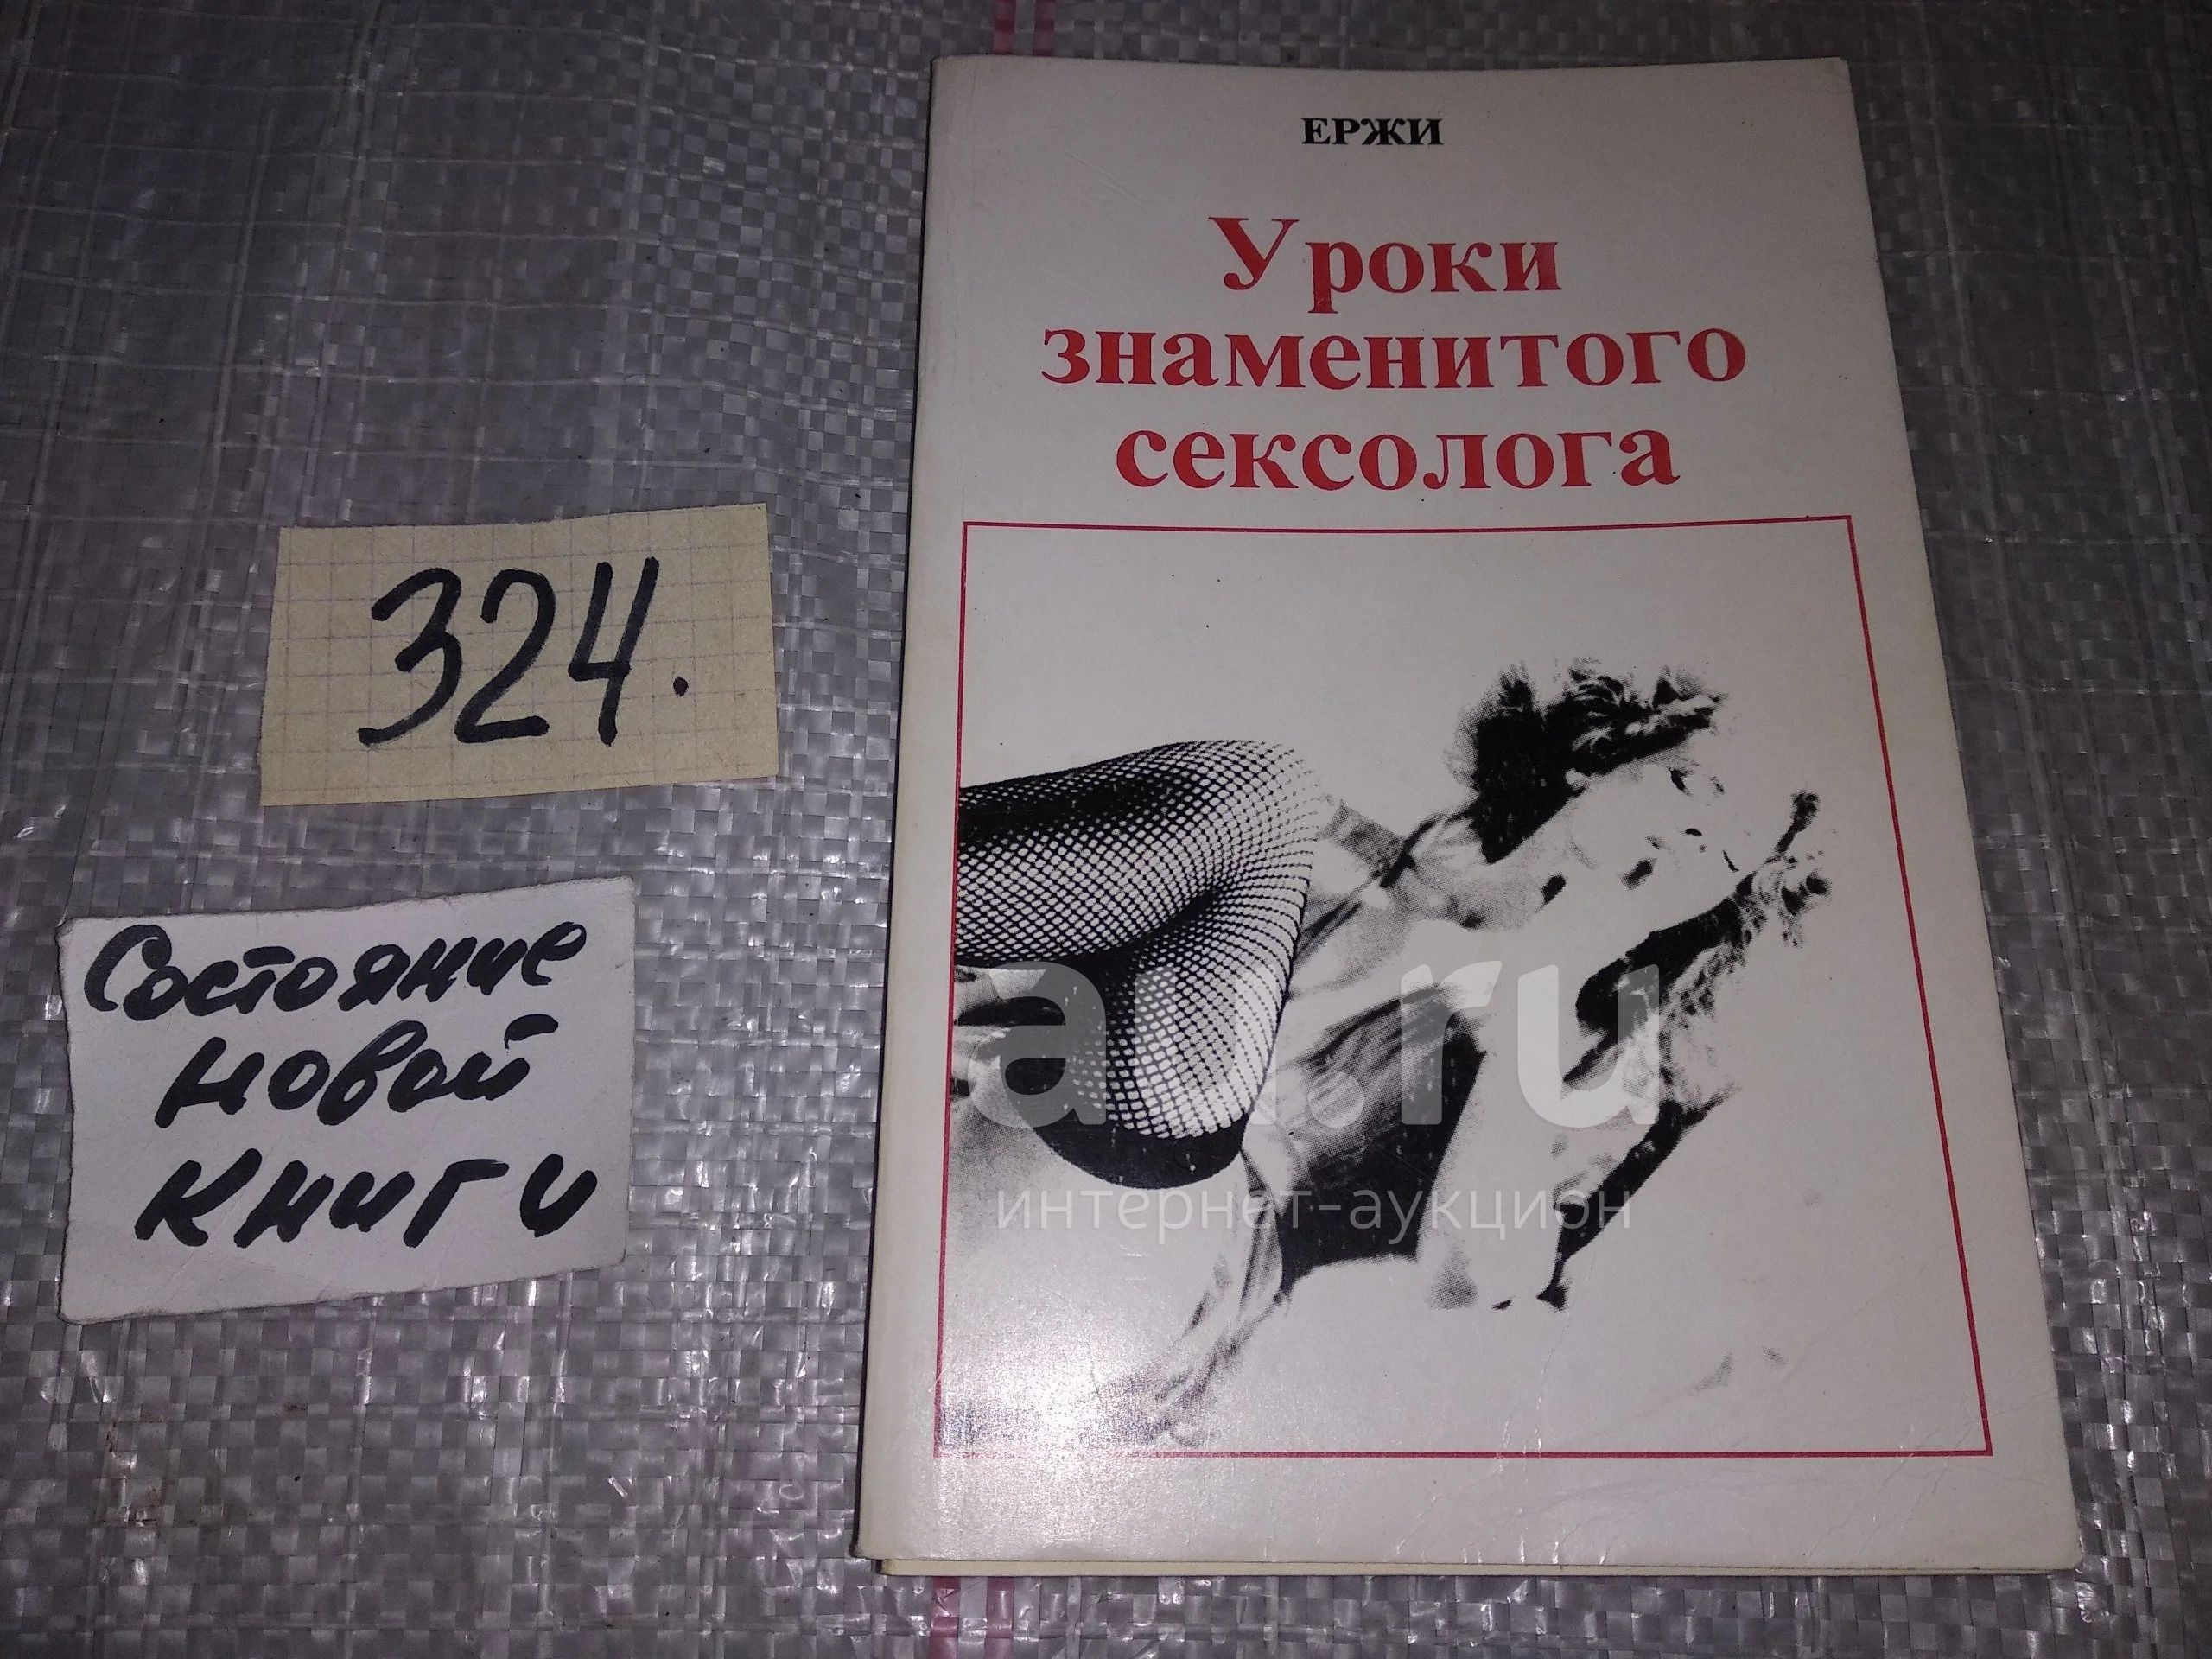 ЕРЖИ
Уроки
знаменитого
сексолога
324.
Состояние
новой
книги
au.ru
интернет-аукцион